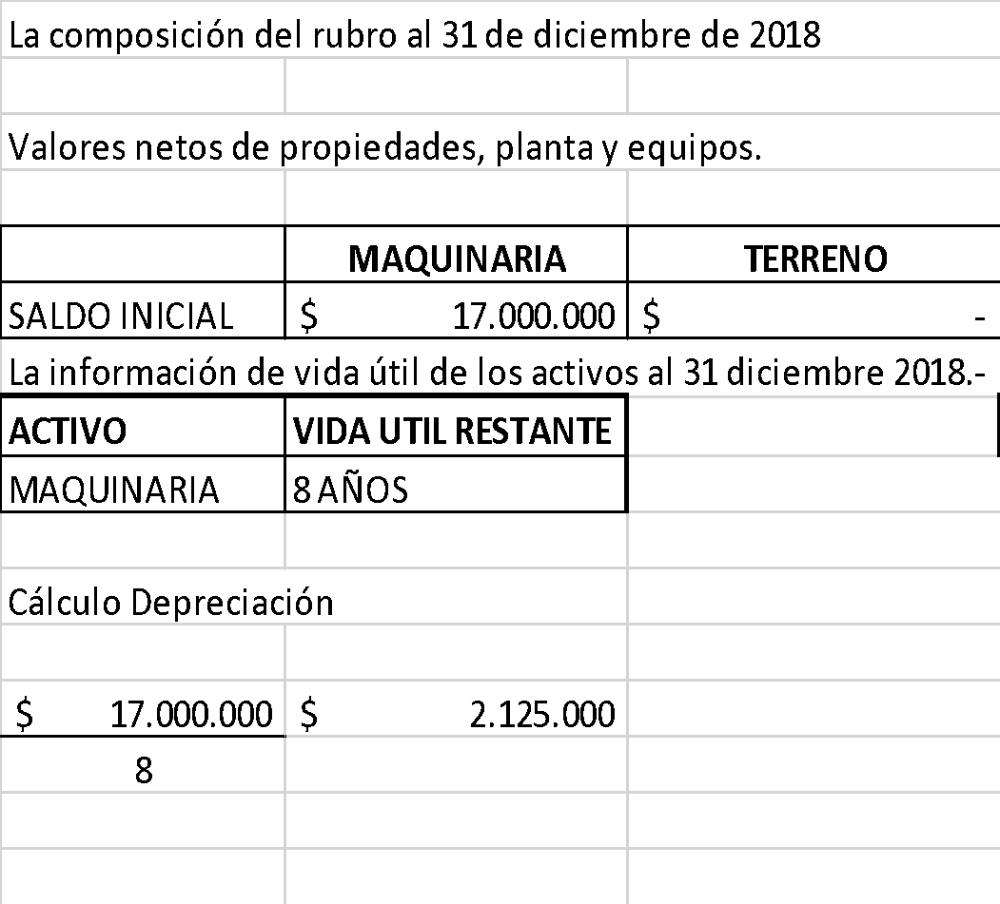 La composición del rubro al 31 de diciembre de 2018
Valores netos de propiedades, planta y equipos.
MAQUINARIA TERRENO
SALDO INICIAL $ 17.000.000 $ -
La información de vida útil de los activos al 31 diciembre 2018.-
ACTIVO VIDA UTIL RESTANTE
MAQUINARIA 8 AÑOS
Cálculo Depreciación
$ 17.000.000 $ 2.125.000
8